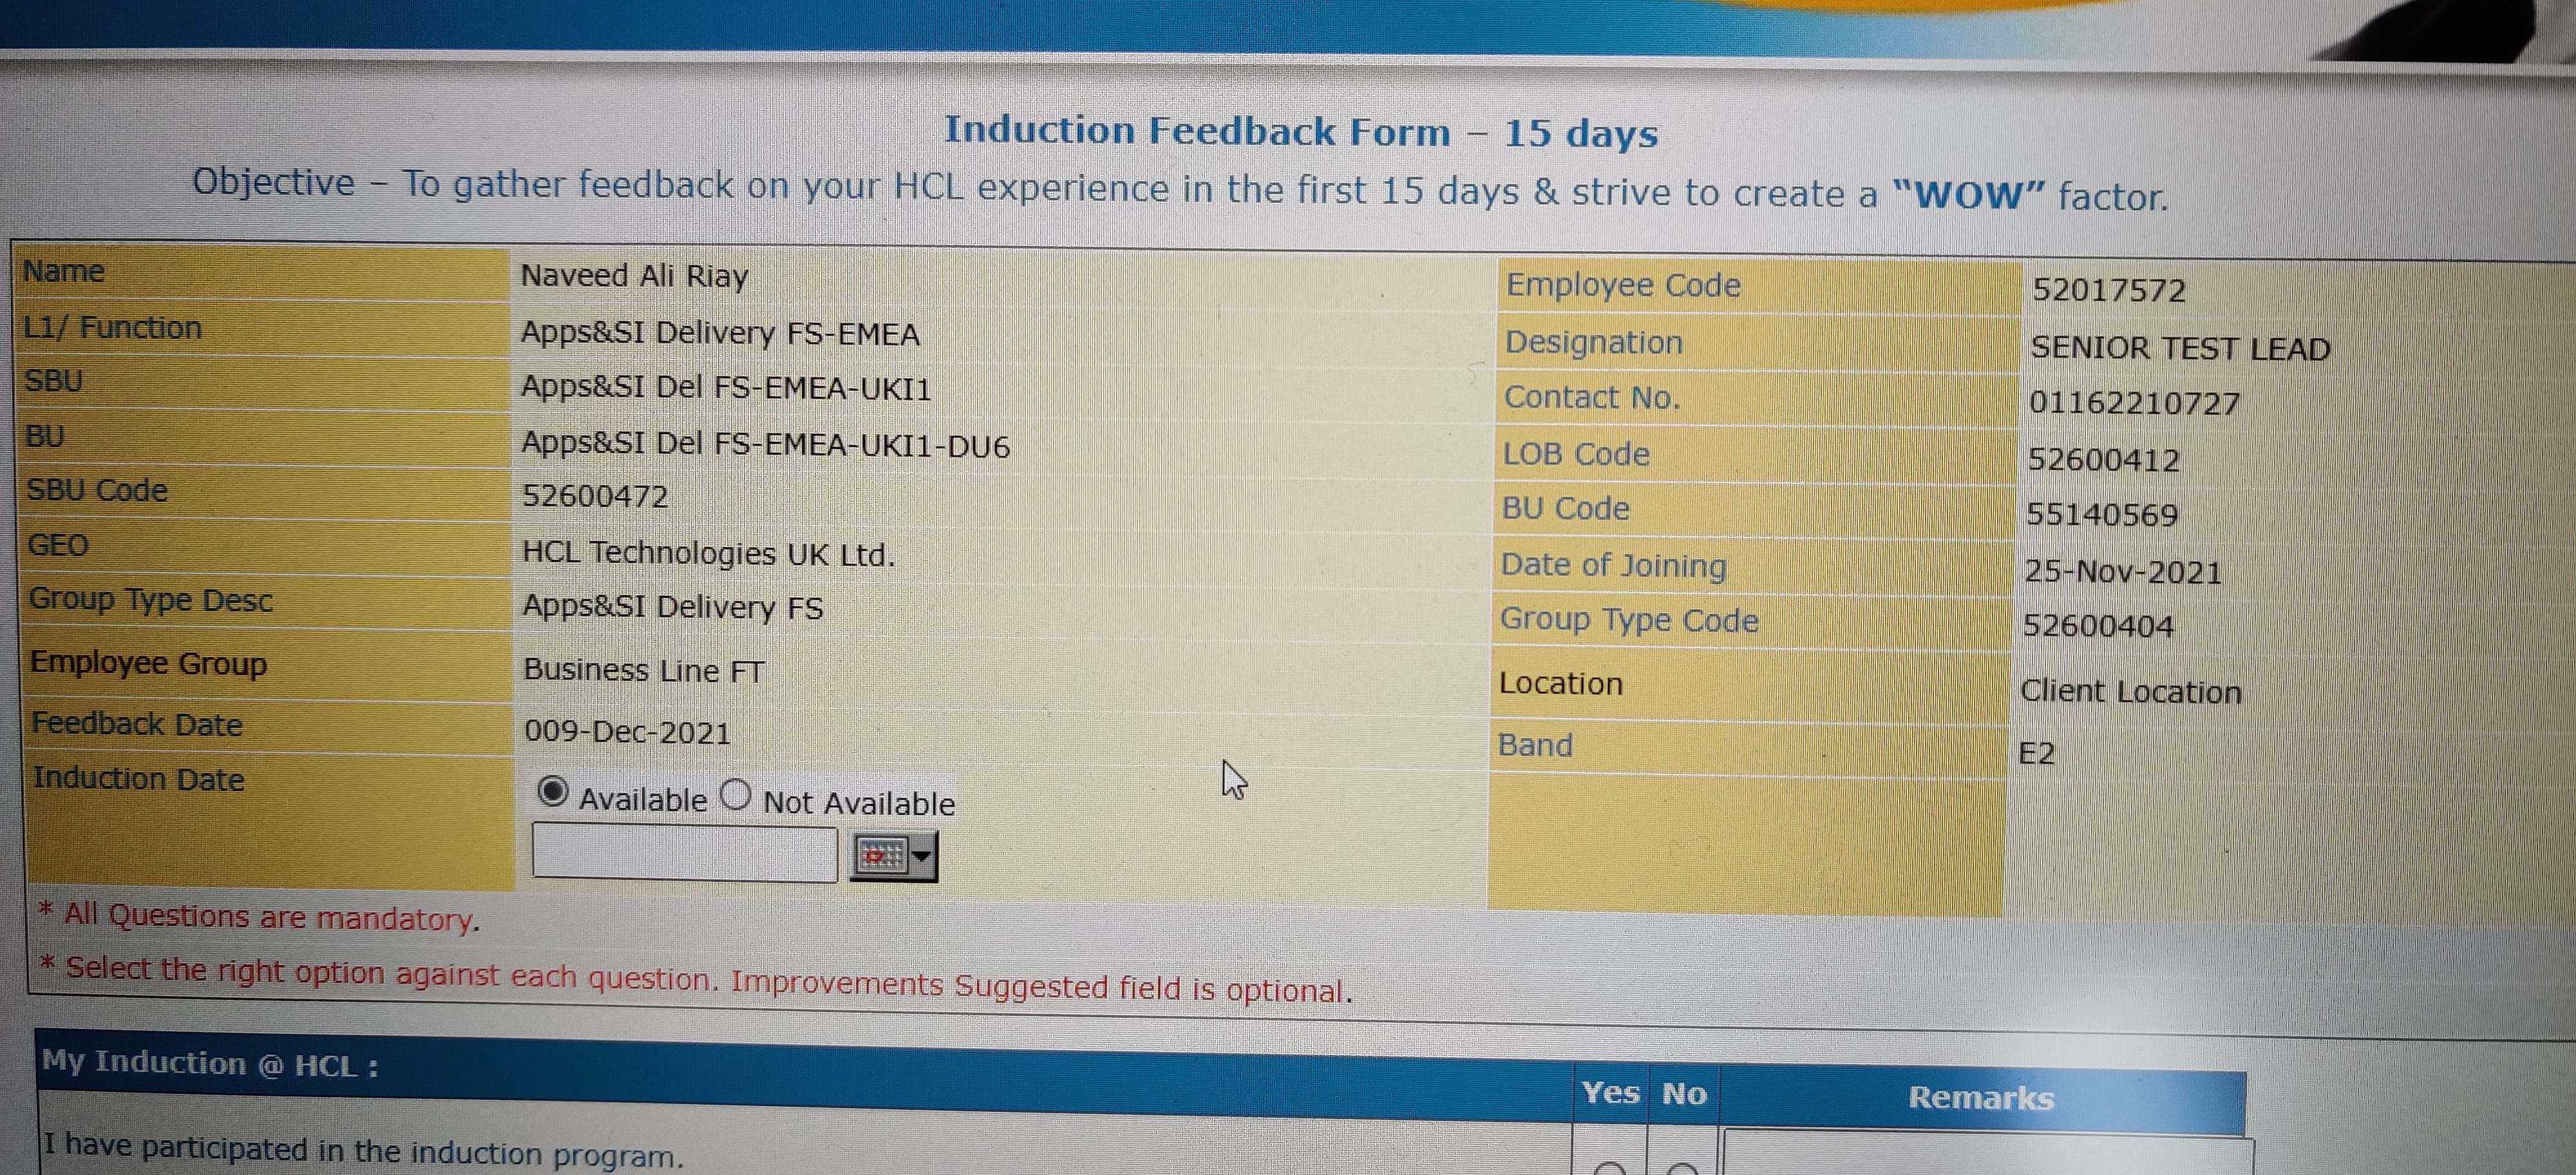 Induction Feedback Form – 15 days
Objective – To gather feedback on your HCL experience in the first 15 days & strive to create a “WOW” factor.
Name Naveed Ali Riay Employee Code 52017572
L1/ Function Apps&SI Delivery FS-EMEA Designation SENIOR TEST LEAD
SBU Apps&SI Del FS-EMEA-UKI1 Contact No. 01162210727
BU Apps&SI Del FS-EMEA-UKI1-DU6 LOB Code 52600412
SBU Code 52600472 BU Code 55140569
GEO HCL Technologies UK Ltd. Date of Joining 25-Nov-2021
Group Type Desc Apps&SI Delivery FS Group Type Code 52600404
Employee Group Business Line FT Location Client Location
Feedback Date 009-Dec-2021 Band E2
Induction Date Available Not Available
* All Questions are mandatory.
* Select the right option against each question. Improvements Suggested field is optional.
My Induction @ HCL : Yes No Remarks
I have participated in the induction program.